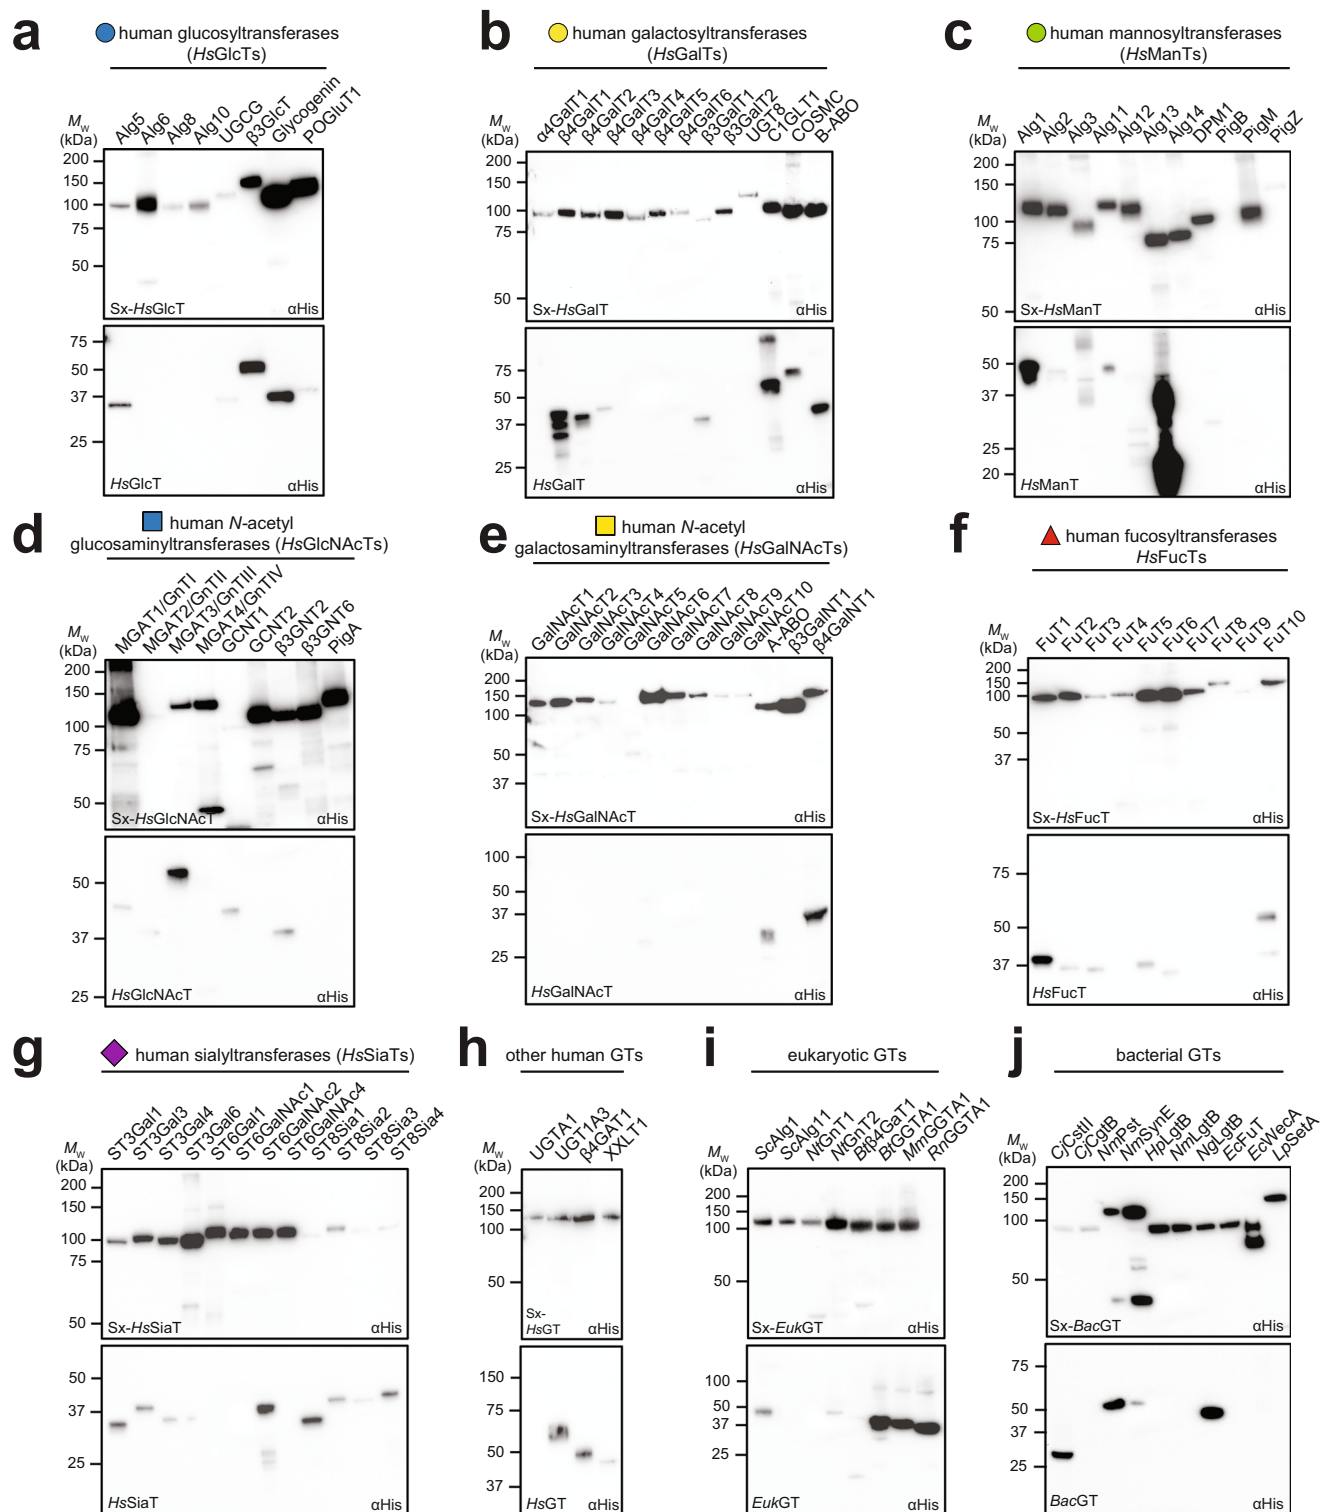 a
human glucosyltransferases
(HsGlcTs)
Mw
(kDa)
Alg5
Alg6
Alg8
Alg10
UGCG
β3GlcT
Glycogenin
POGluT1
200
150
100
75
50
Sx-HsGlcT
αHis
75
50
37
25
HsGlcT
αHis
b
human galactosyltransferases
(HsGalTs)
Mw
(kDa)
α4GalT1
β4GalT1
β4GalT2
β4GalT3
β4GalT4
β4GalT5
β4GalT6
β3GalT1
β3GalT2
UGT8
C1GLT1
COSMC
B-ABO
200
150
100
75
50
Sx-HsGalT
αHis
75
50
37
25
HsGalT
αHis
c
human mannosyltransferases
(HsManTs)
Mw
(kDa)
Alg1
Alg2
Alg3
Alg11
Alg12
Alg13
Alg14
DPM1
PigB
PigM
PigZ
200
150
100
75
50
Sx-HsManT
αHis
50
37
25
20
HsManT
αHis
d
human N-acetyl
glucosaminyltransferases (HsGlcNAcTs)
Mw
(kDa)
MGAT1/GnTI
MGAT2/GnTII
MGAT3/GnTIII
MGAT4/GnTIV
GCNT1
GCNT2
β3GNT2
β3GNT6
PigA
200
150
100
75
50
Sx-HsGlcNAcT
αHis
50
37
25
HsGlcNAcT
αHis
e
human N-acetyl
galactosaminyltransferases (HsGalNAcTs)
Mw
(kDa)
GalNAcT1
GalNAcT2
GalNAcT3
GalNAcT4
GalNAcT5
GalNAcT6
GalNAcT7
GalNAcT8
GalNAcT9
GalNAcT10
A-ABO
β3GalNT1
β4GalNT1
200
150
100
50
37
Sx-HsGalNAcT
αHis
100
50
37
25
HsGalNAcT
αHis
f
human fucosyltransferases
HsFucTs
Mw
(kDa)
FuT1
FuT2
FuT3
FuT4
FuT5
FuT6
FuT7
FuT8
FuT9
FuT10
200
150
100
50
37
Sx-HsFucT
αHis
75
50
37
HsFucT
αHis
g
human sialyltransferases (HsSiaTs)
Mw
(kDa)
ST3Gal1
ST3Gal3
ST3Gal4
ST3Gal6
ST6Gal1
ST6GalNAc1
ST6GalNAc2
ST6GalNAc4
ST8Sia1
ST8Sia2
ST8Sia3
ST8Sia4
200
150
100
75
50
Sx-HsSiaT
αHis
50
37
25
HsSiaT
αHis
h
other human GTs
Mw
(kDa)
UGTA1
UGT1A3
β4GAT1
XXLT1
200
150
100
50
Sx-
HsGT
αHis
150
75
50
37
HsGT
αHis
i
eukaryotic GTs
Mw
(kDa)
ScAlg1
ScAlg11
NtGnT1
NtGnT2
Btβ4GaT1
BtGGTA1
MmGGTA1
RnGGTA1
200
150
100
50
Sx-EukGT
αHis
100
50
37
25
EukGT
αHis
j
bacterial GTs
Mw
(kDa)
CjCstII
CjCgtB
NmPst
NmSynE
HpLgtB
NmLgtB
NgLgtB
EcFuT
EcWecA
LpSetA
200
150
100
50
Sx-BacGT
αHis
75
50
37
25
BacGT
αHis